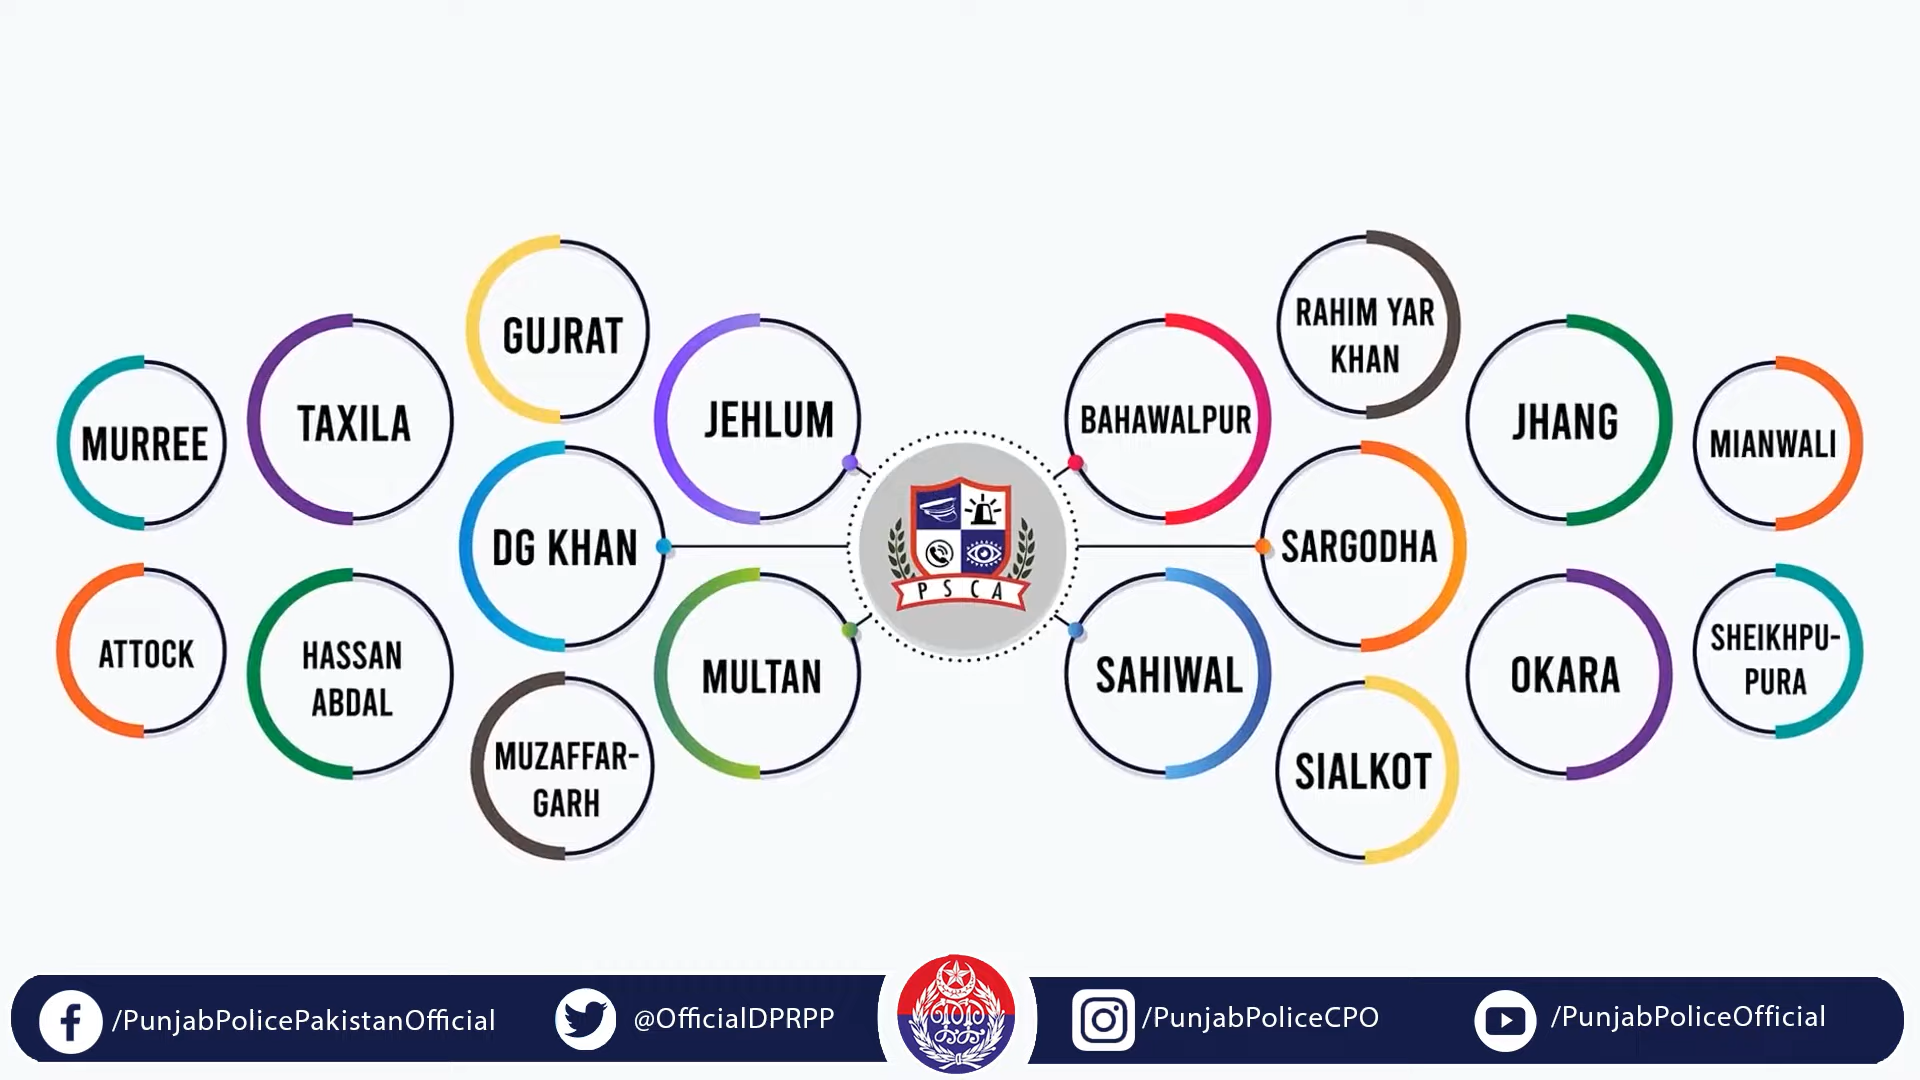 GUJRAT
RAHIM YAR
KHAN
MURREE
TAXILA
JEHLUM
BAHAWALPUR
JHANG
MIANWALI
DG KHAN
SARGODHA
P S C A
ATTOCK
HASSAN
ABDAL
MULTAN
SAHIWAL
OKARA
SHEIKHPU-
PURA
MUZAFFAR-
GARH
SIALKOT
/PunjabPolicePakistanOfficial
@OfficialDPRPP
/PunjabPoliceCPO
/PunjabPoliceOfficial